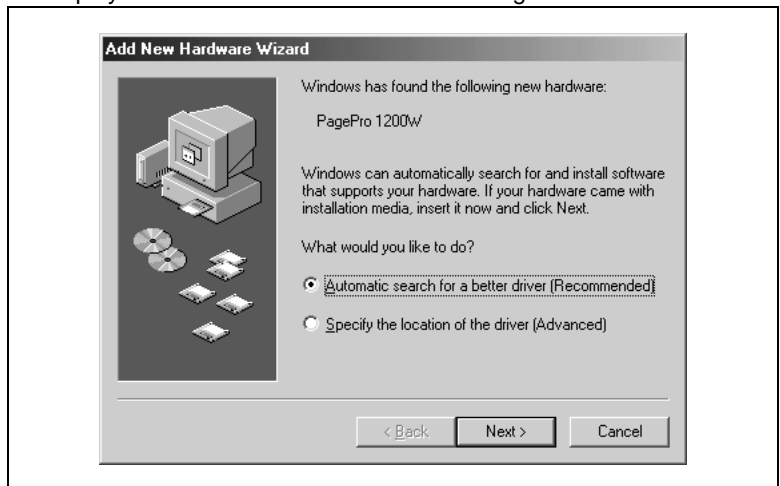 Add New Hardware Wizard
Windows has found the following new hardware:
PagePro 1200W
Windows can automatically search for and install software
that supports your hardware. If your hardware came with
installation media, insert it now and click Next.
What would you like to do?
Automatic search for a better driver (Recommended)
Specify the location of the driver (Advanced)
< Back
Next >
Cancel